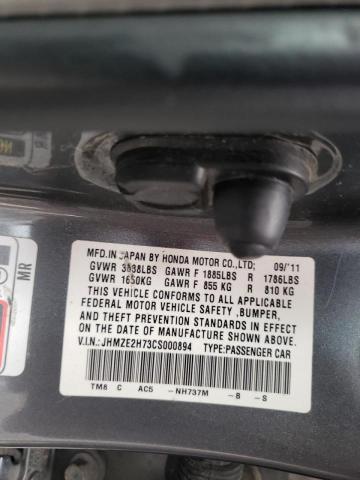 MFD.IN JAPAN BY HONDA MOTOR CO.,LTD. 09/'11
GVWR 3638LBS GAWR F 1885LBS R 1786LBS
GVWR 1650KG GAWR F 855 KG R 810 KG
THIS VEHICLE CONFORMS TO ALL APPLICABLE
FEDERAL MOTOR VEHICLE SAFETY ,BUMPER,
AND THEFT PREVENTION STANDARDS IN EFFECT
ON THE DATE OF MANUFACTURE SHOWN ABOVE.
V.I.N.: JHMZE2H73CS000894 TYPE:PASSENGER CAR
TM8 C AC5 -NH737M -B -S
MR